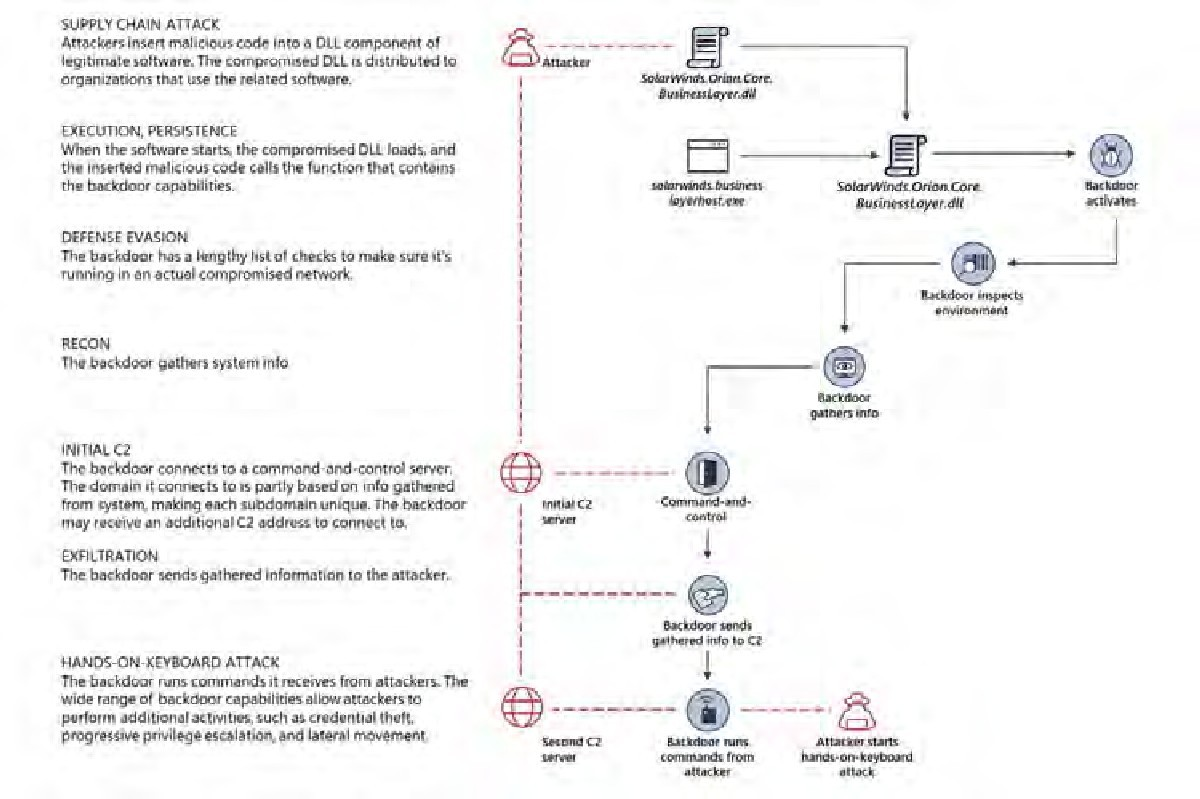 SUPPLY CHAIN ATTACK
Attackers insert malicious code into a DLL component of
legitimate software. The compromised DLL is distributed to
organizations that use the related software.
EXECUTION, PERSISTENCE
When the software starts, the compromised DLL loads, and
the inserted malicious code calls the function that contains
the backdoor capabilities.
DEFENSE EVASION
The backdoor has a lengthy list of checks to make sure it's
running in an actual compromised network.
RECON
The backdoor gathers system info
INITIAL C2
The backdoor connects to a command-and-control server.
The domain it connects to is partly based on info gathered
from system, making each subdomain unique. The backdoor
may receive an additional C2 address to connect to.
EXFILTRATION
The backdoor sends gathered information to the attacker.
HANDS-ON-KEYBOARD ATTACK
The backdoor runs commands it receives from attackers. The
wide range of backdoor capabilities allow attackers to
perform additional activities, such as credential theft,
progressive privilege escalation, and lateral movement.
Attacker
SolarWinds.Orion.Core.
BusinessLayer.dll
solarwinds.business
layerhost.exe
SolarWinds.Orion.Core.
BusinessLayer.dll
Backdoor
activates
Backdoor inspects
environment
Backdoor
gathers info
Initial C2
server
Command-and-
control
Backdoor sends
gathered info to C2
Second C2
server
Backdoor runs
commands from
attacker
Attacker starts
hands-on-keyboard
attack